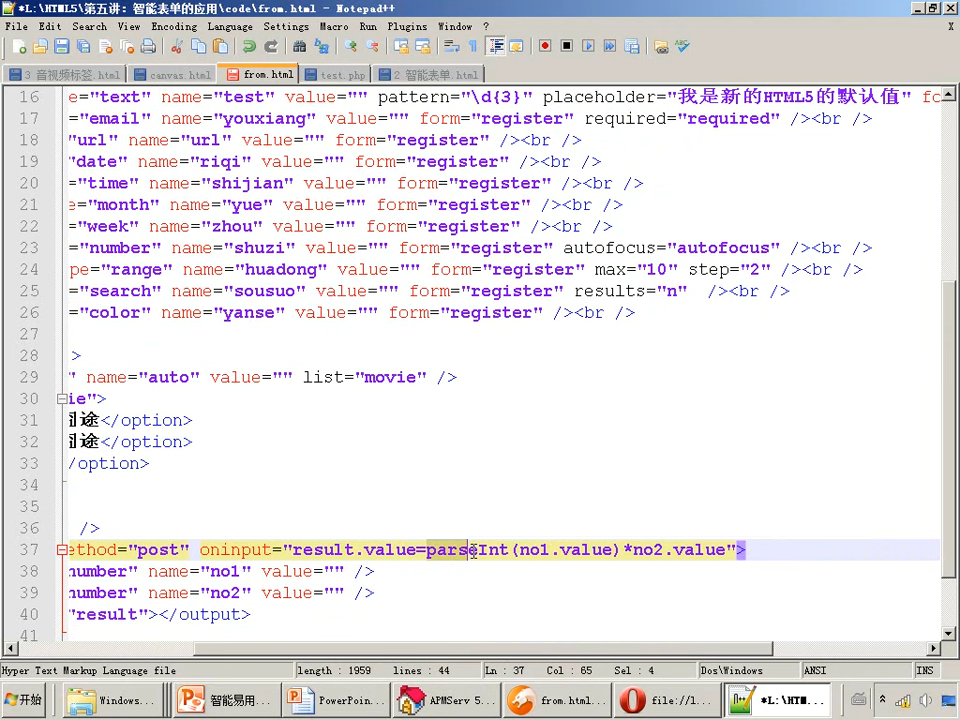 *L:\HTML5\第五讲：智能表单的应用\code\from.html - Notepad++
File Edit Search View Encoding Language Settings Macro Run Plugins Window ? X
3 音视频标签.html canvas.html from.html test.php 2 智能表单.html
16 e="text" name="test" value="" pattern="\d{3}" placeholder="我是新的HTML5的默认值" fo
17 ="email" name="youxiang" value="" form="register" required="required" /><br />
18 "url" name="url" value="" form="register" /><br />
19 "date" name="riqi" value="" form="register" /><br />
20 ="time" name="shijian" value="" form="register" /><br />
21 e="month" name="yue" value="" form="register" /><br />
22 ="week" name="zhou" value="" form="register" /><br />
23 ="number" name="shuzi" value="" form="register" autofocus="autofocus" /><br />
24 pe="range" name="huadong" value="" form="register" max="10" step="2" /><br />
25 ="search" name="sousuo" value="" form="register" results="n"  /><br />
26 ="color" name="yanse" value="" form="register" /><br />
27
28 >
29 " name="auto" value="" list="movie" />
30 ie">
31 途</option>
32 途</option>
33 /option>
34
35
36 />
37 ethod="post" oninput="result.value=parseInt(no1.value)*no2.value">
38 number" name="no1" value="" />
39 number" name="no2" value="" />
40 "result"></output>
41
Hyper Text Markup Language file length : 1959 lines : 44 Ln : 37 Col : 65 Sel : 4 Dos\Windows ANSI INS
开始 Windows... 智能易用... PowerPoin... APMServ 5... from.html... file://l... *L:\HTM...